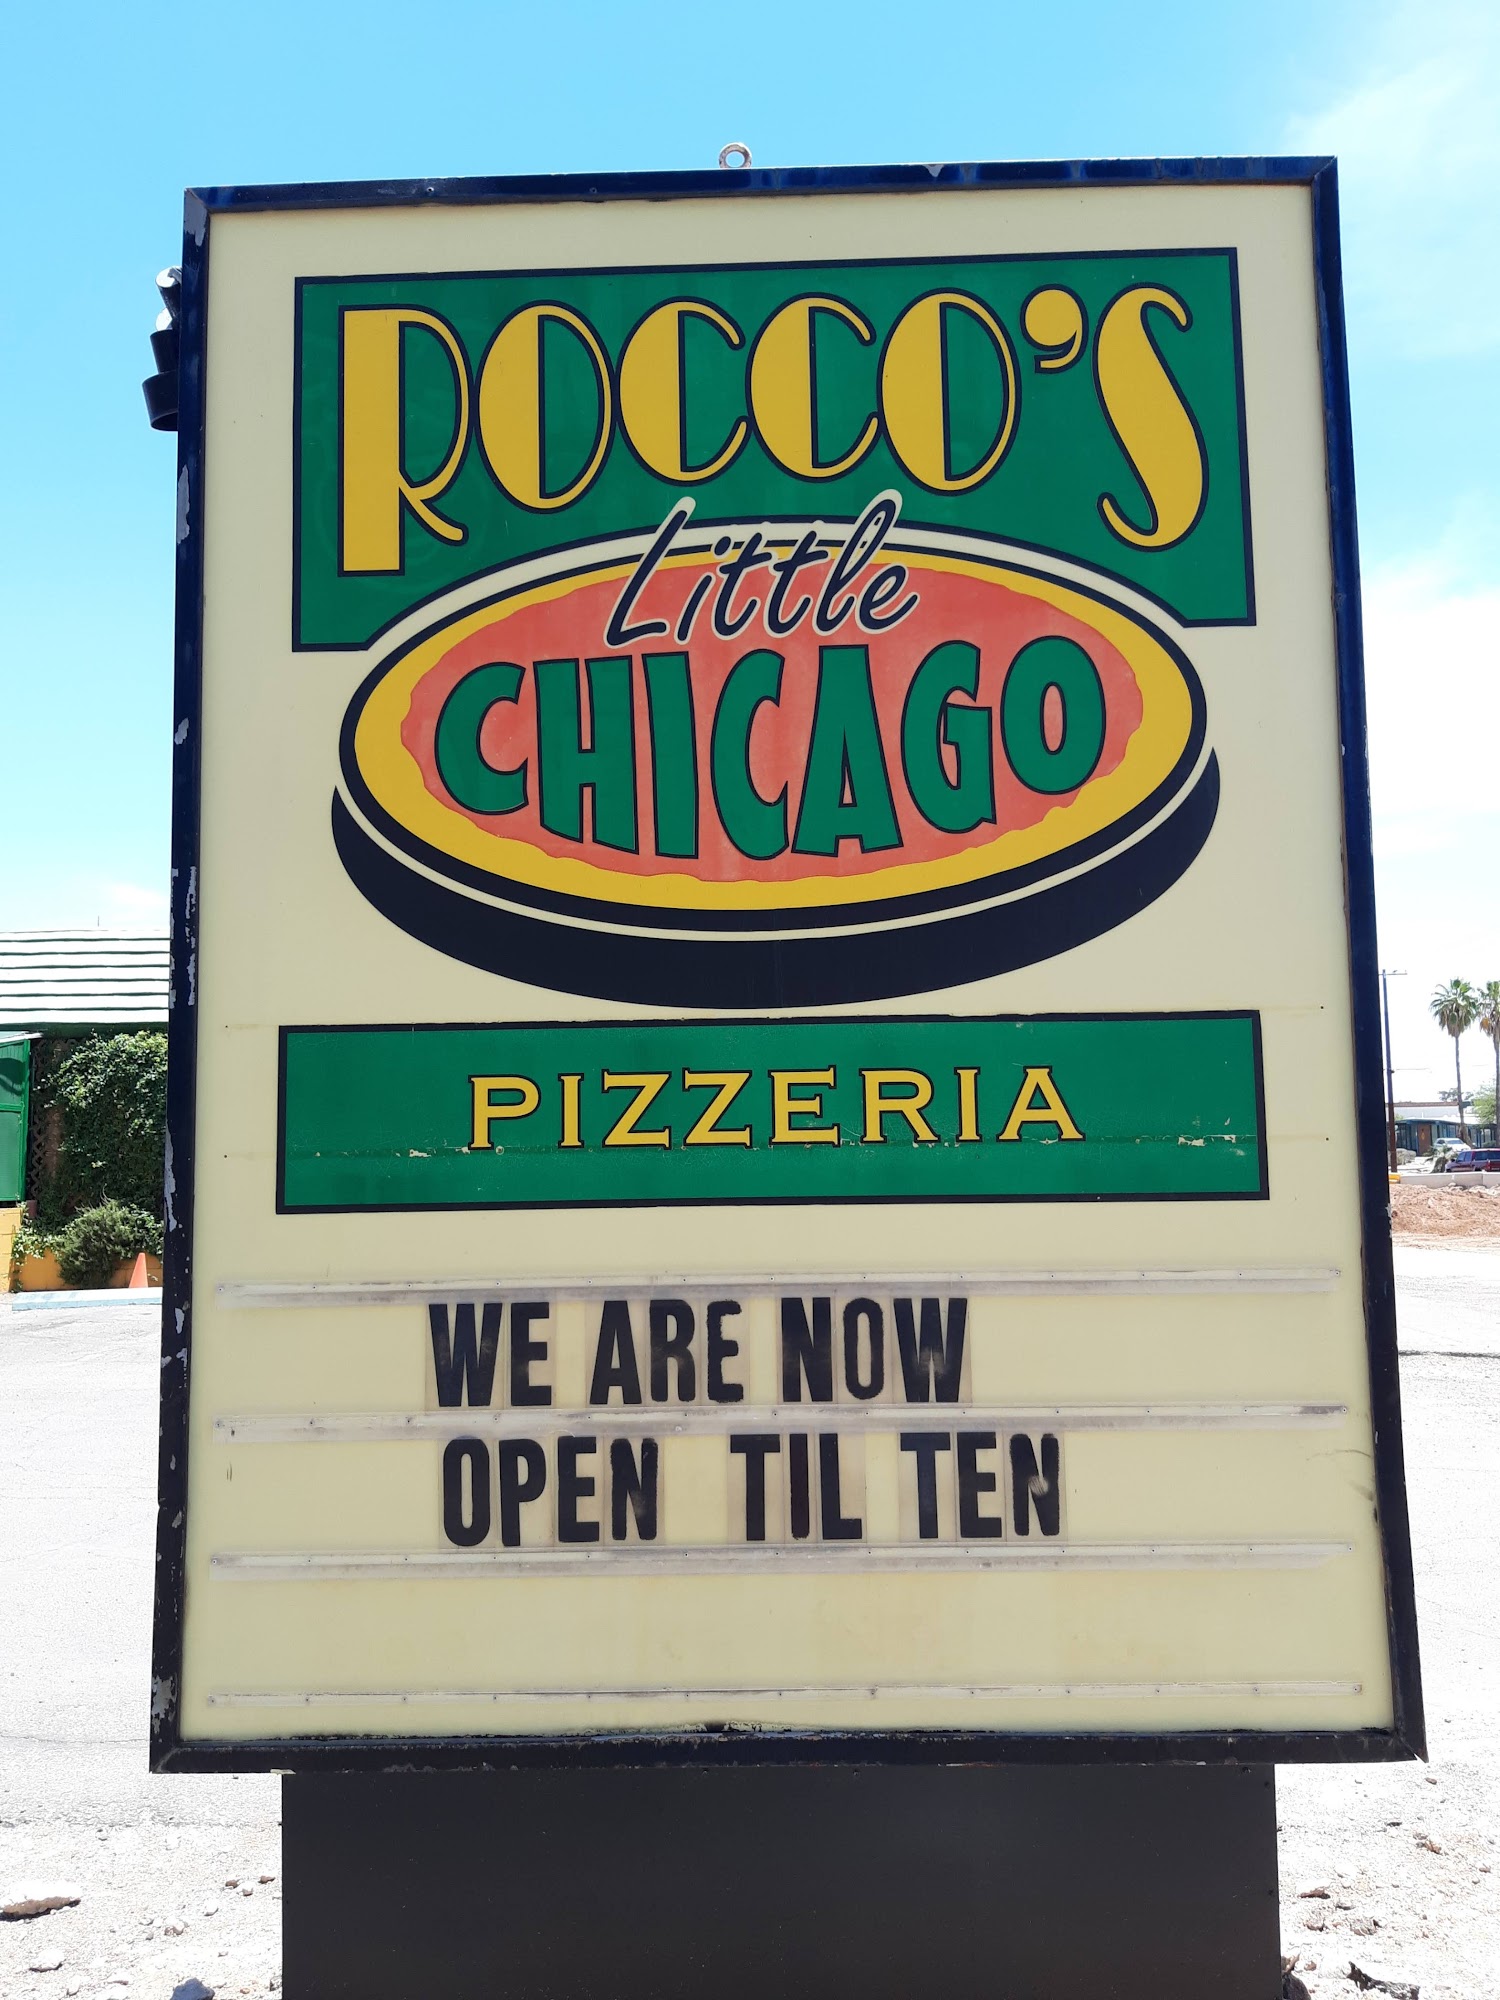 ROCCO'S
Little
CHICAGO
PIZZERIA
WE ARE NOW
OPEN TIL TEN